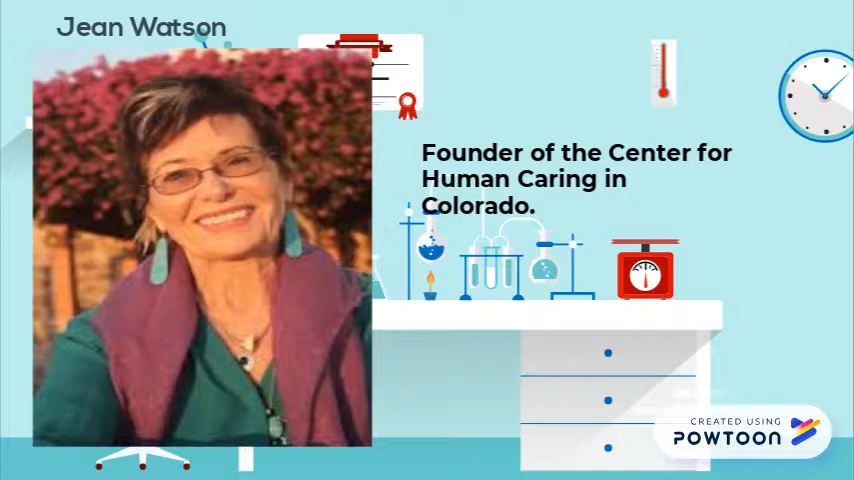 Jean Watson
Founder of the Center for
Human Caring in
Colorado.
CREATED USING
POWTOON